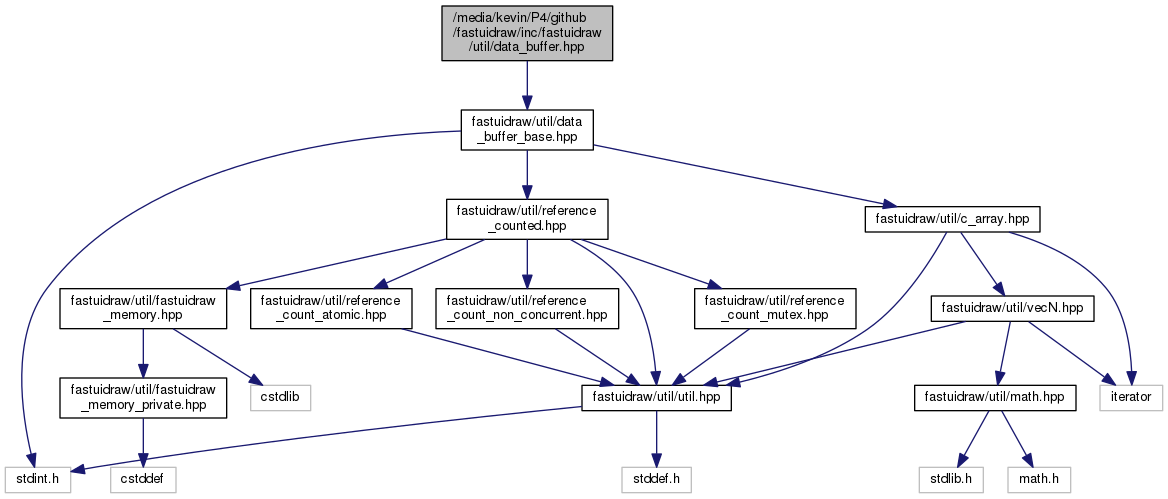 /media/kevin/P4/github
/fastuidraw/inc/fastuidraw
/util/data_buffer.hpp
fastuidraw/util/data
_buffer_base.hpp
fastuidraw/util/reference
_counted.hpp
fastuidraw/util/c_array.hpp
fastuidraw/util/fastuidraw
_memory.hpp
fastuidraw/util/reference
_count_atomic.hpp
fastuidraw/util/reference
_count_non_concurrent.hpp
fastuidraw/util/reference
_count_mutex.hpp
fastuidraw/util/vecN.hpp
fastuidraw/util/fastuidraw
_memory_private.hpp
cstdlib
fastuidraw/util/util.hpp
fastuidraw/util/math.hpp
iterator
stdint.h
cstddef
stddef.h
stdlib.h
math.h